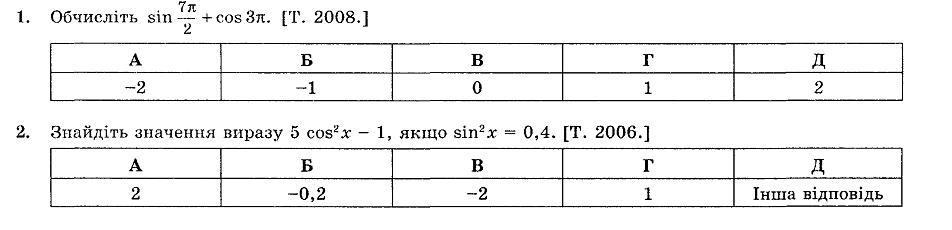 1. Обчисліть sin 7π/2 + cos 3π. [Т. 2008.]
А Б В Г Д
−2 −1 0 1 2
2. Знайдіть значення виразу 5 cos²x − 1, якщо sin²x = 0,4. [Т. 2006.]
А Б В Г Д
2 −0,2 −2 1 Інша відповідь